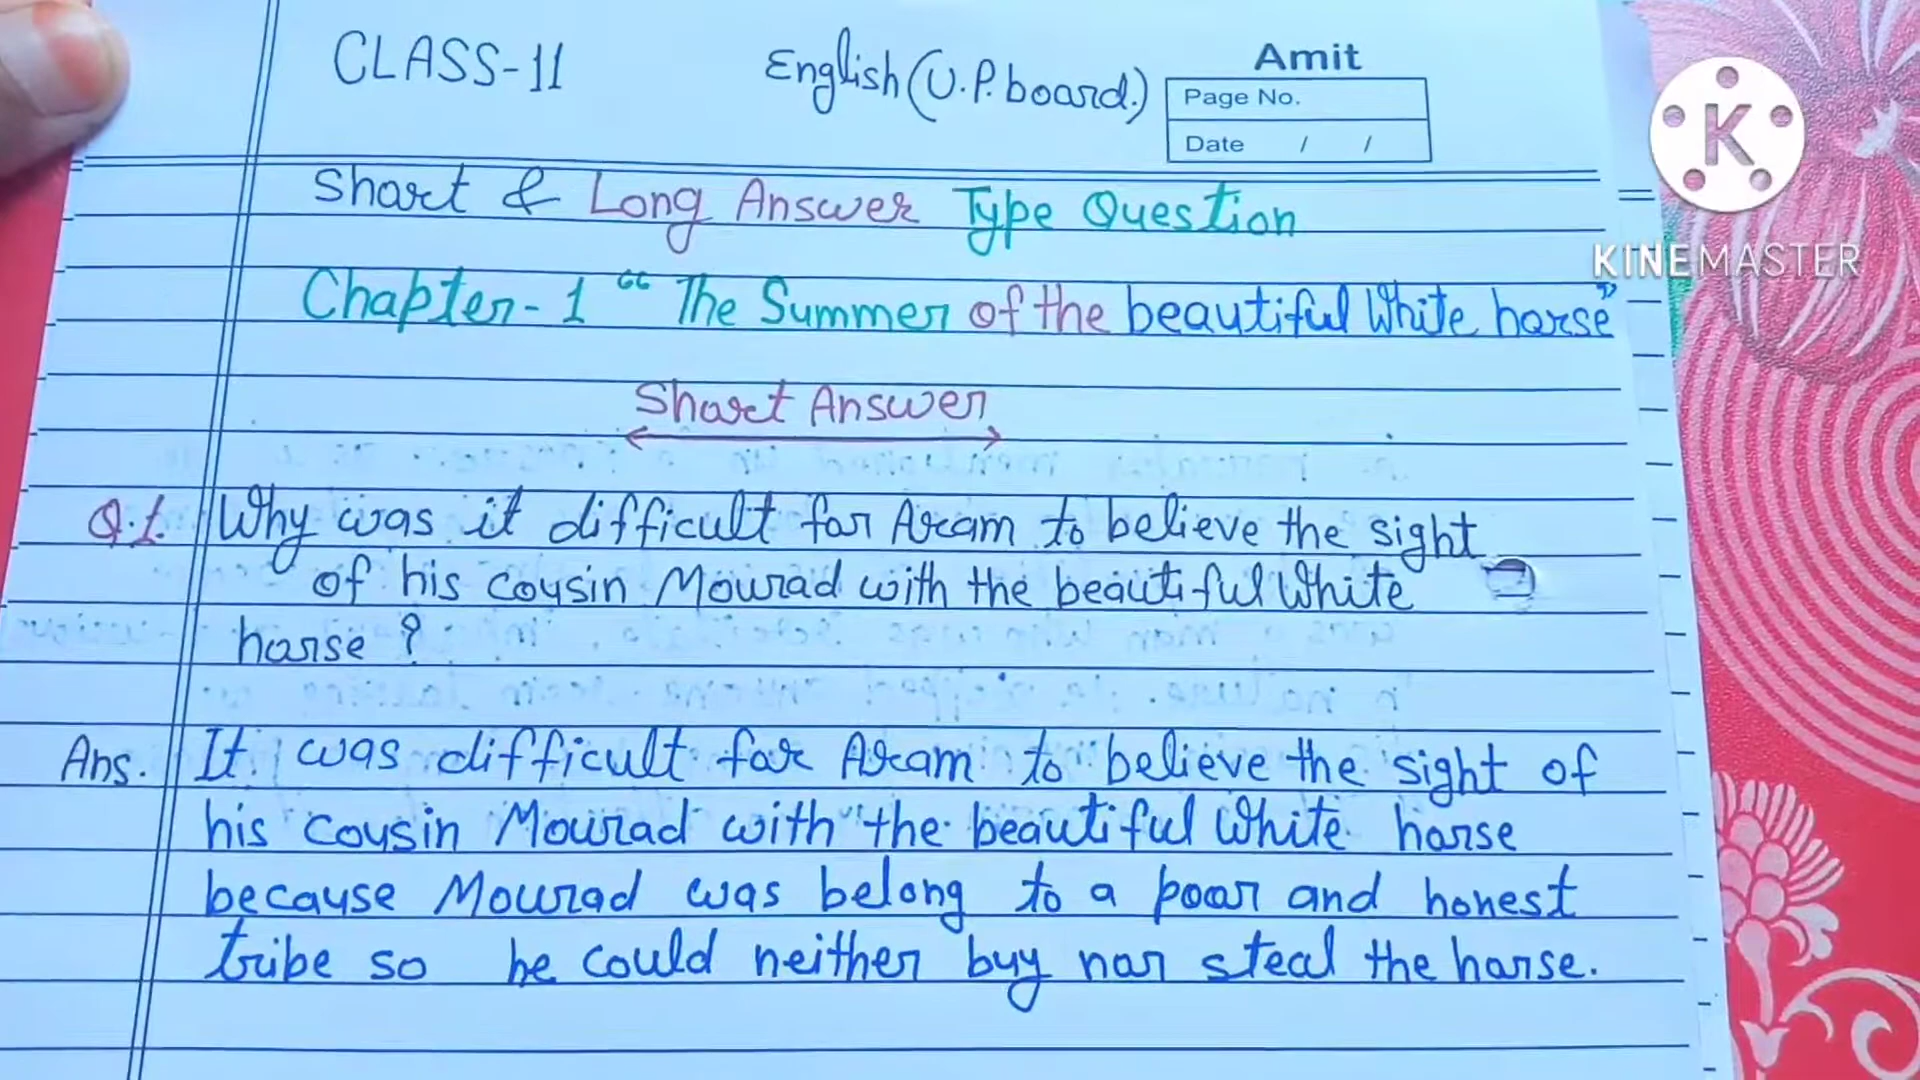 CLASS-11 English (U.P. board.) Amit
Page No.
Date / /
Short & Long Answer Type Question
Chapter-1 "The Summer of the beautiful White horse"
Short Answer
Q.1. Why was it difficult for Aram to believe the sight
of his cousin Mourad with the beautiful White
horse ?
Ans. It was difficult for Aram to believe the sight of
his cousin Mourad with the beautiful White horse
because Mourad was belong to a poor and honest
tribe so he could neither buy nor steal the horse.
K
KINEMASTER